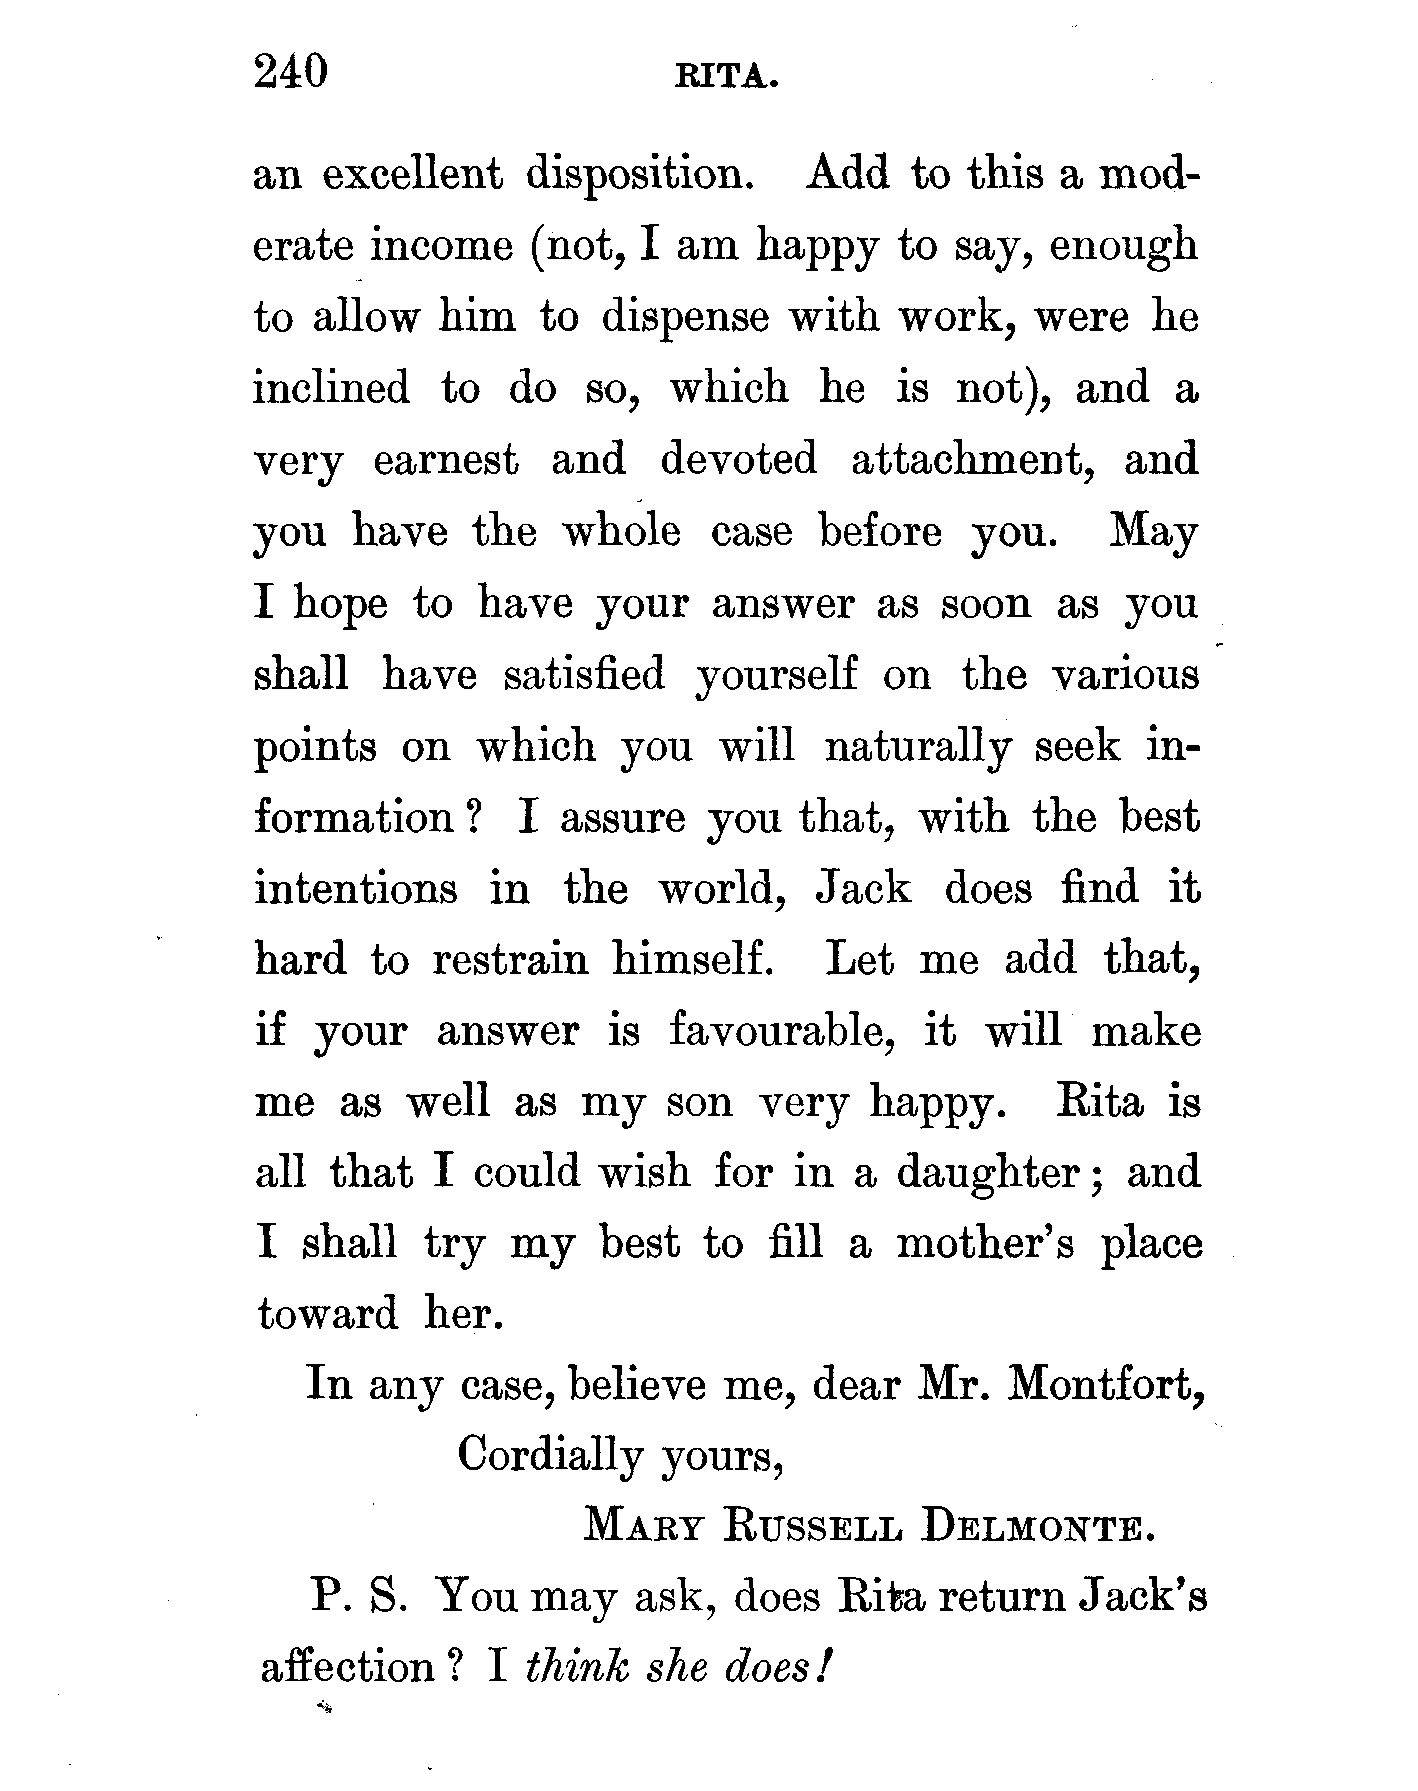 240 RITA.
an excellent disposition. Add to this a mod-
erate income (not, I am happy to say, enough
to allow him to dispense with work, were he
inclined to do so, which he is not), and a
very earnest and devoted attachment, and
you have the whole case before you. May
I hope to have your answer as soon as you
shall have satisfied yourself on the various
points on which you will naturally seek in-
formation? I assure you that, with the best
intentions in the world, Jack does find it
hard to restrain himself. Let me add that,
if your answer is favourable, it will make
me as well as my son very happy. Rita is
all that I could wish for in a daughter; and
I shall try my best to fill a mother's place
toward her.
In any case, believe me, dear Mr. Montfort,
Cordially yours,
MARY RUSSELL DELMONTE.
P. S. You may ask, does Rita return Jack's
affection? I think she does!